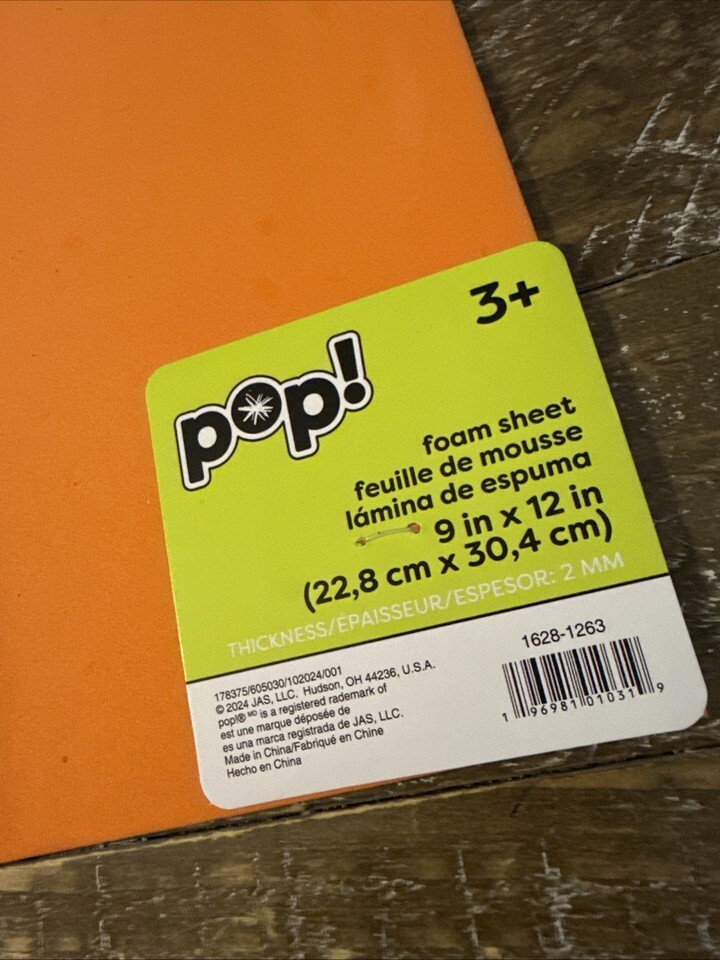 3+
pop!
foam sheet
feuille de mousse
lámina de espuma
9 in x 12 in
(22,8 cm x 30,4 cm)
THICKNESS/ÉPAISSEUR/ESPESOR: 2 MM
178375/605030/102024/001
© 2024 JAS, LLC. Hudson, OH 44236, U.S.A.
pop!® MD is a registered trademark of
est une marque déposée de
es una marca registrada de JAS, LLC.
Made in China/Fabriqué en Chine
Hecho en China
1628-1263
1 96981 01031 9